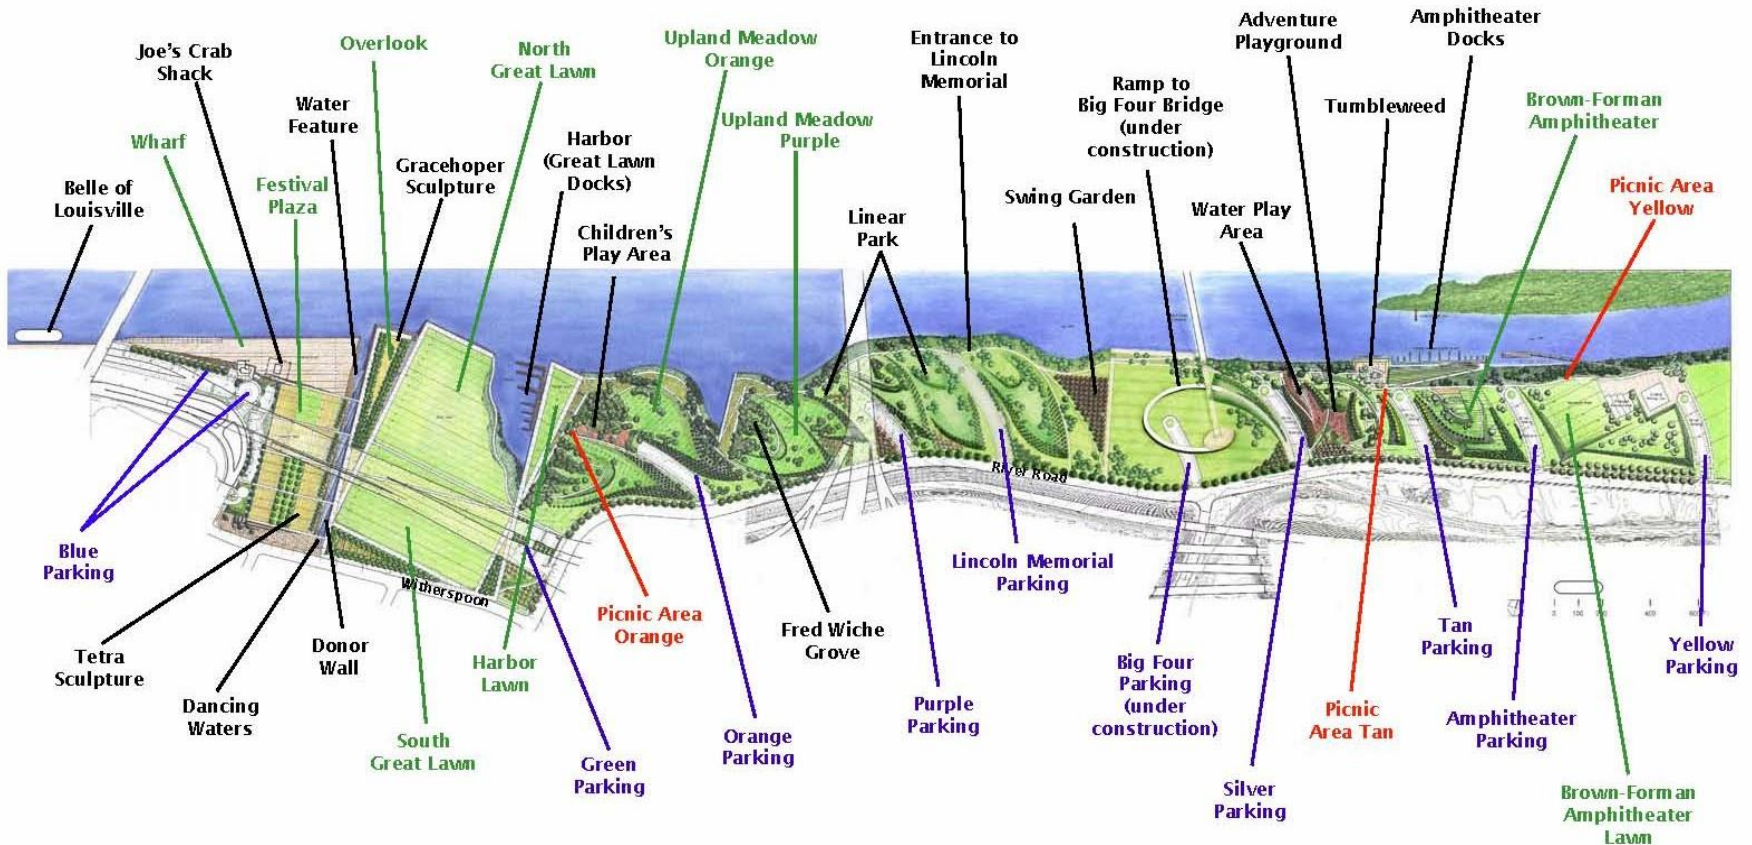 Joe's Crab
Shack
Overlook
North
Great Lawn
Upland Meadow
Orange
Entrance to
Lincoln
Memorial
Adventure
Playground
Amphitheater
Docks
Water
Feature
Ramp to
Big Four Bridge
(under
construction)
Tumbleweed
Brown-Forman
Amphitheater
Wharf
Harbor
(Great Lawn
Docks)
Upland Meadow
Purple
Belle of
Louisville
Festival
Plaza
Gracehoper
Sculpture
Children's
Play Area
Linear
Park
Swing Garden
Water Play
Area
Picnic Area
Yellow
River Road
Witherspoon
Blue
Parking
Tetra
Sculpture
Dancing
Waters
Donor
Wall
South
Great Lawn
Harbor
Lawn
Green
Parking
Picnic Area
Orange
Orange
Parking
Fred Wiche
Grove
Purple
Parking
Lincoln Memorial
Parking
Big Four
Parking
(under
construction)
Silver
Parking
Picnic
Area Tan
Tan
Parking
Amphitheater
Parking
Brown-Forman
Amphitheater
Lawn
Yellow
Parking